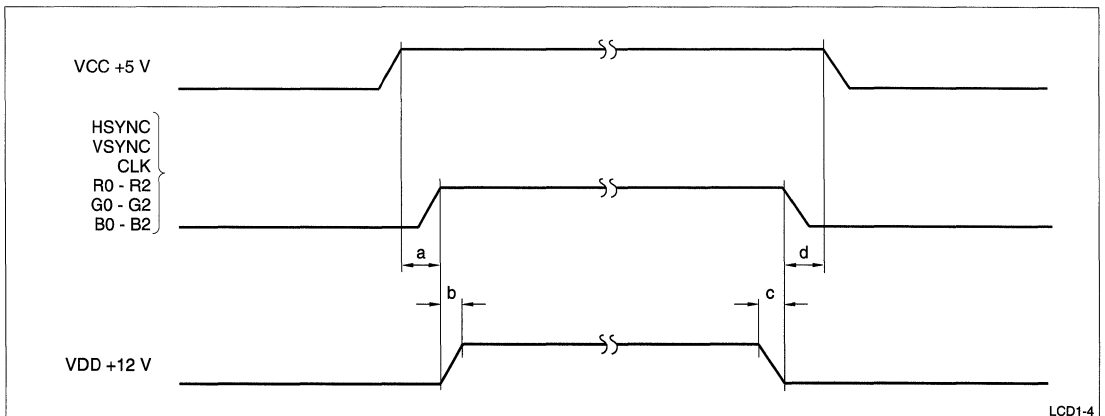 VCC +5 V
HSYNC
VSYNC
CLK
R0 - R2
G0 - G2
B0 - B2
a
d
b
c
VDD +12 V
LCD1-4